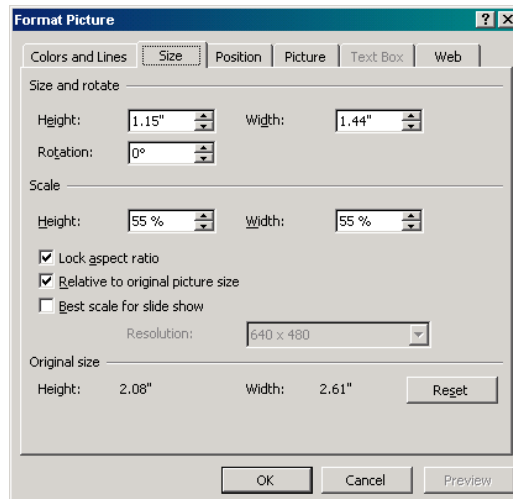 Format Picture
Colors and Lines Size Position Picture Text Box Web
Size and rotate
Height: 1.15" Width: 1.44"
Rotation: 0°
Scale
Height: 55 % Width: 55 %
Lock aspect ratio
Relative to original picture size
Best scale for slide show
Resolution: 640 x 480
Original size
Height: 2.08" Width: 2.61" Reset
OK Cancel Preview